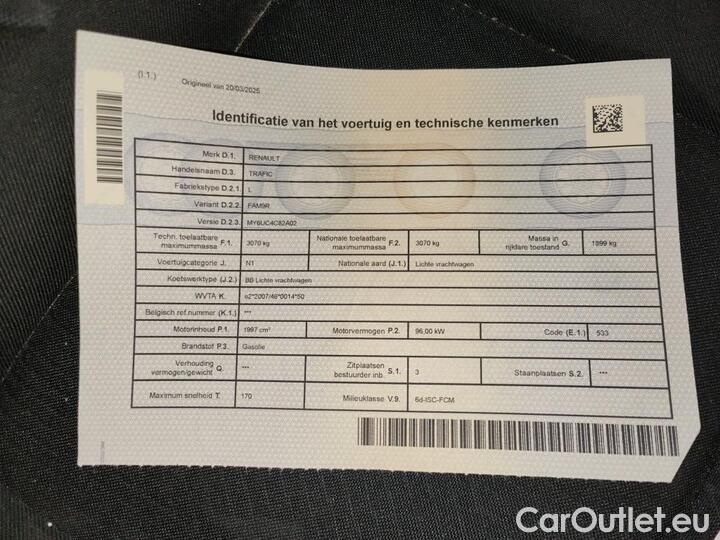 (I.1.) Origineel van 20/03/2025
Identificatie van het voertuig en technische kenmerken
Merk D.1. RENAULT
Handelsnaam D.3. TRAFIC
Fabriekstype D.2.1. L
Variant D.2.2. FAM9R
Versie D.2.3. MY6UC4C82A02
Techn. toelaatbare maximummassa F.1. 3070 kg Nationale toelaatbare maximummassa F.2. 3070 kg Massa in rijklare toestand G. 1899 kg
Voertuigcategorie J. N1 Nationale aard (J.1.) Lichte vrachtwagen
Koetswerktype (J.2.) BB Lichte vrachtwagen
WVTA K. e2*2007/46*0014*50
Belgisch ref.nummer (K.1.) ***
Motorinhoud P.1. 1997 cm³ Motorvermogen P.2. 96,00 kW Code (E.1.) 533
Brandstof P.3. Gasolie
Verhouding vermogen/gewicht Q. *** Zitplaatsen bestuurder inb. S.1. 3 Staanplaatsen S.2. ***
Maximum snelheid T. 170 Milieuklasse V.9. 6d-ISC-FCM
CarOutlet.eu